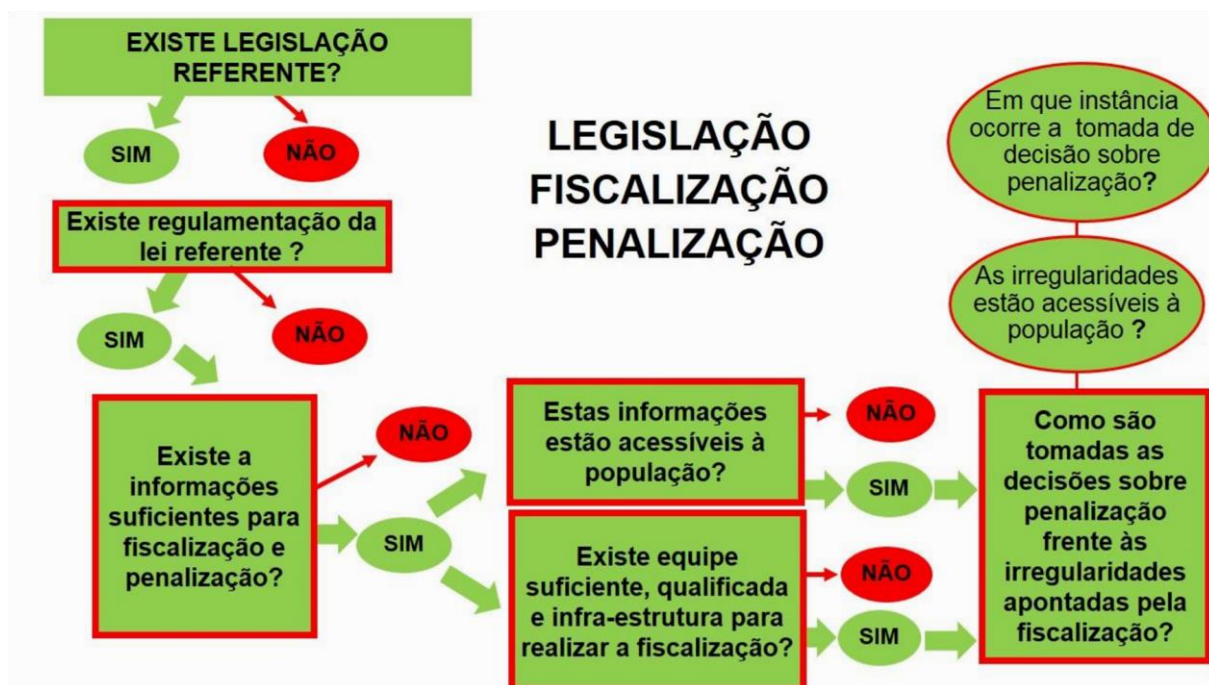 EXISTE LEGISLAÇÃO
REFERENTE?
SIM
NÃO
Existe regulamentação da
lei referente ?
SIM
NÃO
Existe a
informações
suficientes para
fiscalização e
penalização?
NÃO
SIM
LEGISLAÇÃO
FISCALIZAÇÃO
PENALIZAÇÃO
Estas informações
estão acessíveis à
população?
NÃO
SIM
Existe equipe
suficiente, qualificada
e infra-estrutura para
realizar a fiscalização?
NÃO
SIM
Em que instância
ocorre a tomada de
decisão sobre
penalização?
As irregularidades
estão acessíveis à
população ?
Como são
tomadas as
decisões sobre
penalização
frente às
irregularidades
apontadas pela
fiscalização?